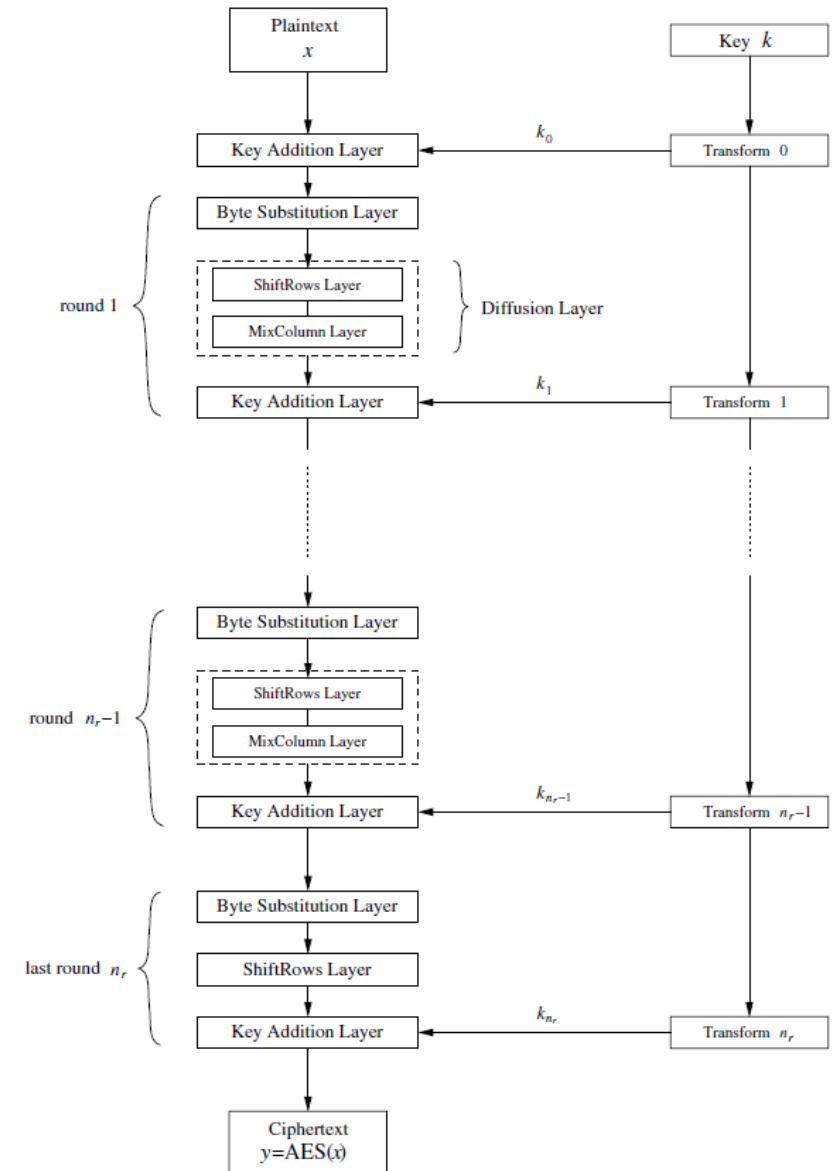 Plaintext
x
Key k
k₀
Key Addition Layer
Transform 0
Byte Substitution Layer
ShiftRows Layer
round 1
Diffusion Layer
MixColumn Layer
k₁
Key Addition Layer
Transform 1
Byte Substitution Layer
ShiftRows Layer
round nᵣ−1
MixColumn Layer
kₙᵣ₋₁
Key Addition Layer
Transform nᵣ−1
Byte Substitution Layer
last round nᵣ
ShiftRows Layer
kₙᵣ
Key Addition Layer
Transform nᵣ
Ciphertext
y=AES(x)